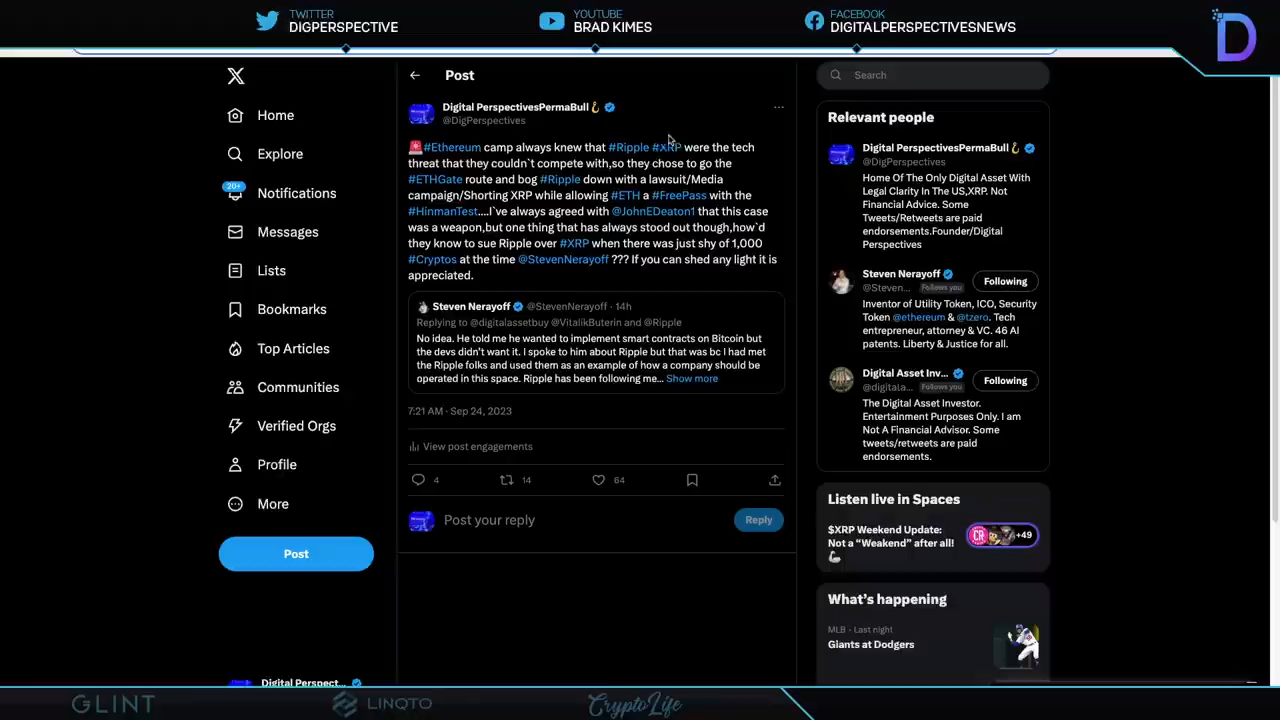 TWITTER
DIGPERSPECTIVE
YOUTUBE
BRAD KIMES
FACEBOOK
DIGITALPERSPECTIVESNEWS
D
X
Home
Explore
20+
Notifications
Messages
Lists
Bookmarks
Top Articles
Communities
Verified Orgs
Profile
More
Post
Digital Perspect...
Post
Digital PerspectivesPermaBull
@DigPerspectives
#Ethereum camp always knew that #Ripple #XRP were the tech
threat that they couldn`t compete with,so they chose to go the
#ETHGate route and bog #Ripple down with a lawsuit/Media
campaign/Shorting XRP while allowing #ETH a #FreePass with the
#HinmanTest....I`ve always agreed with @JohnEDeaton1 that this case
was a weapon,but one thing that has always stood out though,how`d
they know to sue Ripple over #XRP when there was just shy of 1,000
#Cryptos at the time @StevenNerayoff ??? If you can shed any light it is
appreciated.
Steven Nerayoff @StevenNerayoff · 14h
Replying to @digitalassetbuy @VitalikButerin and @Ripple
No idea. He told me he wanted to implement smart contracts on Bitcoin but
the devs didn't want it. I spoke to him about Ripple but that was bc I had met
the Ripple folks and used them as an example of how a company should be
operated in this space. Ripple has been following me... Show more
7:21 AM · Sep 24, 2023
View post engagements
4
14
64
Post your reply
Reply
Search
Relevant people
Digital PerspectivesPermaBull
@DigPerspectives
Home Of The Only Digital Asset With
Legal Clarity In The US,XRP. Not
Financial Advice. Some
Tweets/Retweets are paid
endorsements.Founder/Digital
Perspectives
Steven Nerayoff
@Steven... Follows you
Following
Inventor of Utility Token, ICO, Security
Token @ethereum & @tzero. Tech
entrepreneur, attorney & VC. 46 AI
patents. Liberty & Justice for all.
Digital Asset Inv...
@digitala... Follows you
Following
The Digital Asset Investor.
Entertainment Purposes Only. I am
Not A Financial Advisor. Some
tweets/retweets are paid
endorsements.
Listen live in Spaces
$XRP Weekend Update:
Not a “Weekend” after all!
CR
+49
What's happening
MLB · Last night
Giants at Dodgers
GLINT
LINQTO
CryptoLife